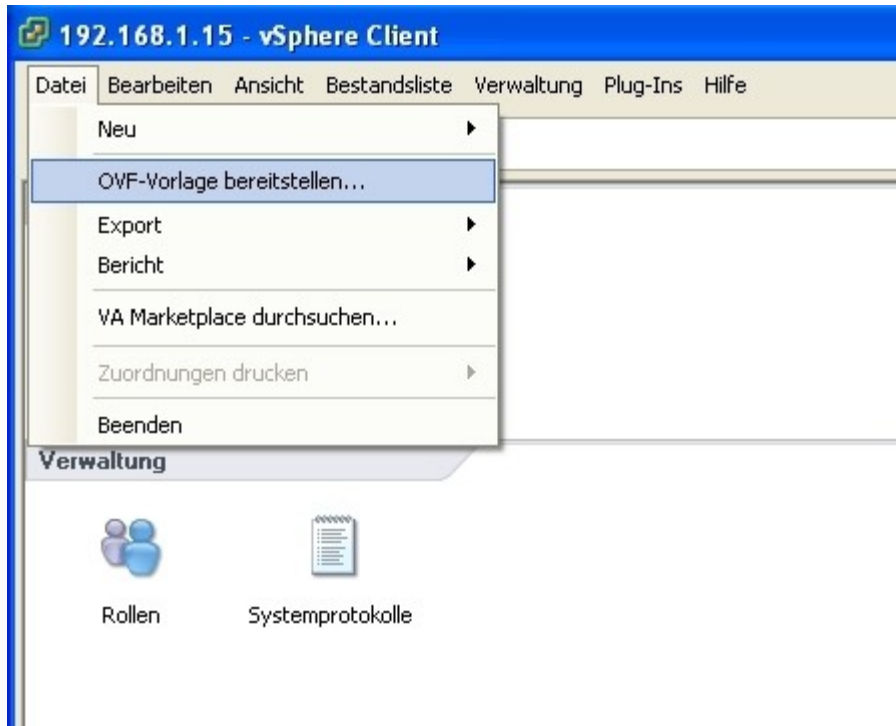 192.168.1.15 - vSphere Client
Datei Bearbeiten Ansicht Bestandsliste Verwaltung Plug-Ins Hilfe
Neu
OVF-Vorlage bereitstellen...
Export
Bericht
VA Marketplace durchsuchen...
Zuordnungen drucken
Beenden
Verwaltung
Rollen Systemprotokolle